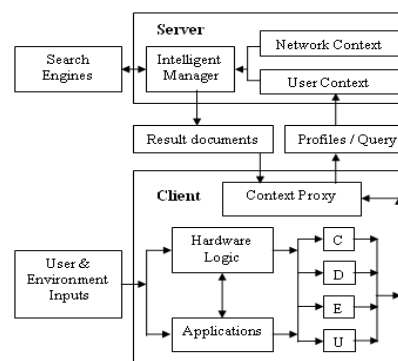 Server
Search
Engines
Intelligent
Manager
Network Context
User Context
Result documents
Profiles / Query
Client
Context Proxy
User &
Environment
Inputs
Hardware
Logic
Applications
C
D
E
U